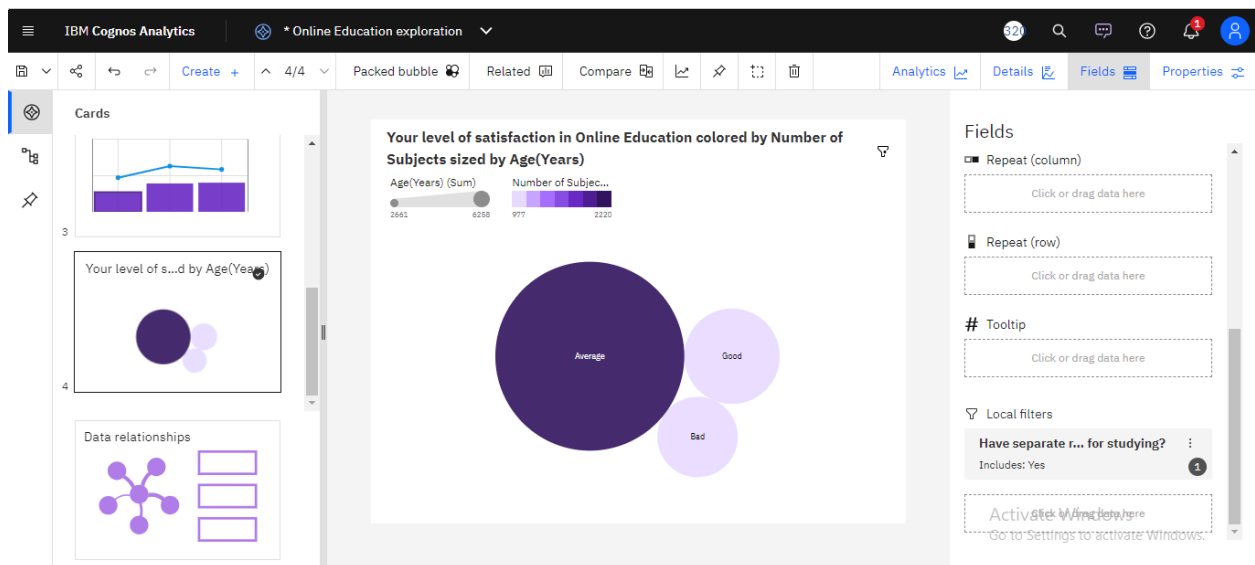 IBM Cognos Analytics
* Online Education exploration
1
Create +
4/4
Packed bubble
Related
Compare
Analytics
Details
Fields
Properties
Cards
3
Your level of s...d by Age(Years)
4
Data relationships
Your level of satisfaction in Online Education colored by Number of
Subjects sized by Age(Years)
Age(Years) (Sum)
Number of Subjec...
2661
6258
977
2220
Average
Good
Bad
Fields
Repeat (column)
Click or drag data here
Repeat (row)
Click or drag data here
# Tooltip
Click or drag data here
Local filters
Have separate r... for studying?
Includes: Yes
1
Click or drag data here
Activate Windows
Go to Settings to activate Windows.